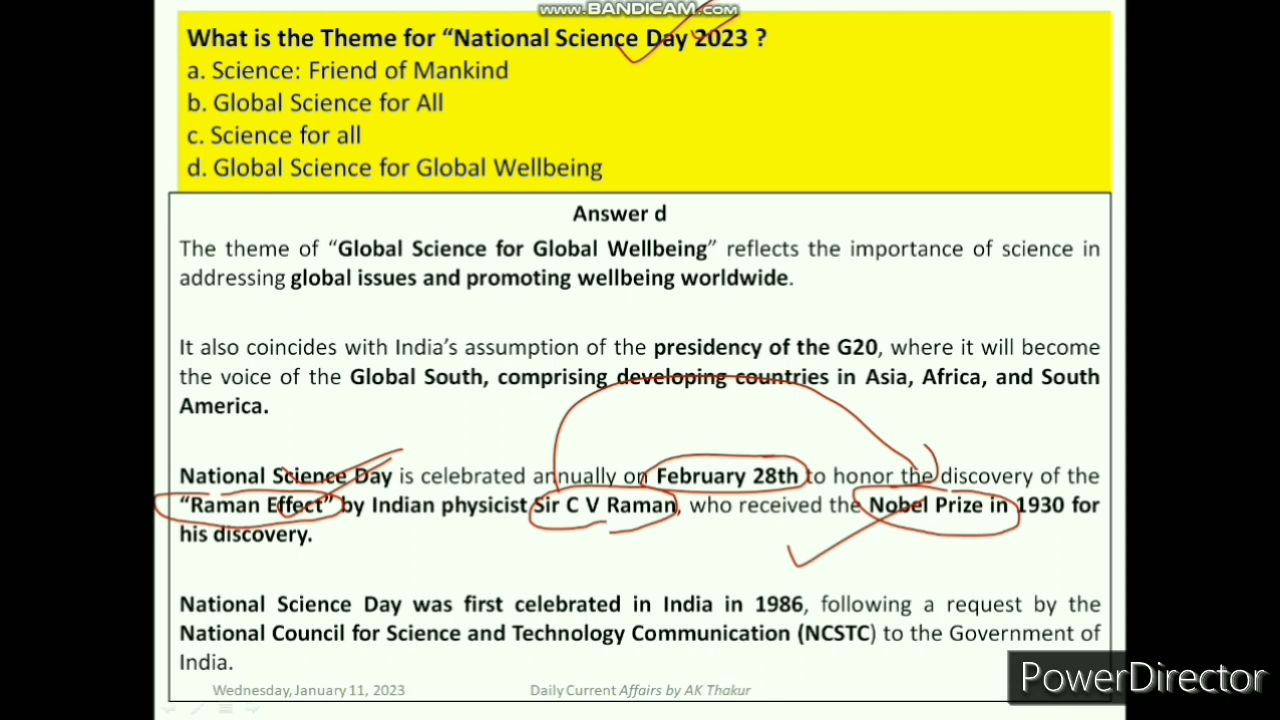 www.BANDICAM.COM
What is the Theme for “National Science Day 2023 ?
a. Science: Friend of Mankind
b. Global Science for All
c. Science for all
d. Global Science for Global Wellbeing
Answer d
The theme of “Global Science for Global Wellbeing” reflects the importance of science in
addressing global issues and promoting wellbeing worldwide.
It also coincides with India’s assumption of the presidency of the G20, where it will become
the voice of the Global South, comprising developing countries in Asia, Africa, and South
America.
National Science Day is celebrated annually on February 28th to honor the discovery of the
“Raman Effect” by Indian physicist Sir C V Raman, who received the Nobel Prize in 1930 for
his discovery.
National Science Day was first celebrated in India in 1986, following a request by the
National Council for Science and Technology Communication (NCSTC) to the Government of
India.
Wednesday, January 11, 2023 Daily Current Affairs by AK Thakur
PowerDirector